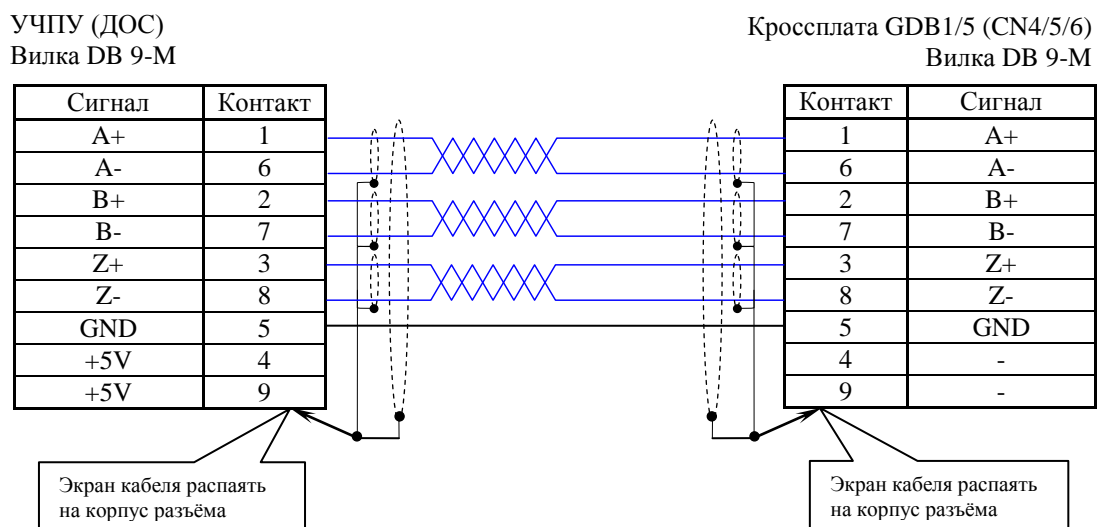 УЧПУ (ДОС)
Вилка DB 9-M
Кроссплата GDB1/5 (CN4/5/6)
Вилка DB 9-M
Сигнал Контакт
A+ 1
A- 6
B+ 2
B- 7
Z+ 3
Z- 8
GND 5
+5V 4
+5V 9
Контакт Сигнал
1 A+
6 A-
2 B+
7 B-
3 Z+
8 Z-
5 GND
4 -
9 -
Экран кабеля распаять
на корпус разъёма
Экран кабеля распаять
на корпус разъёма